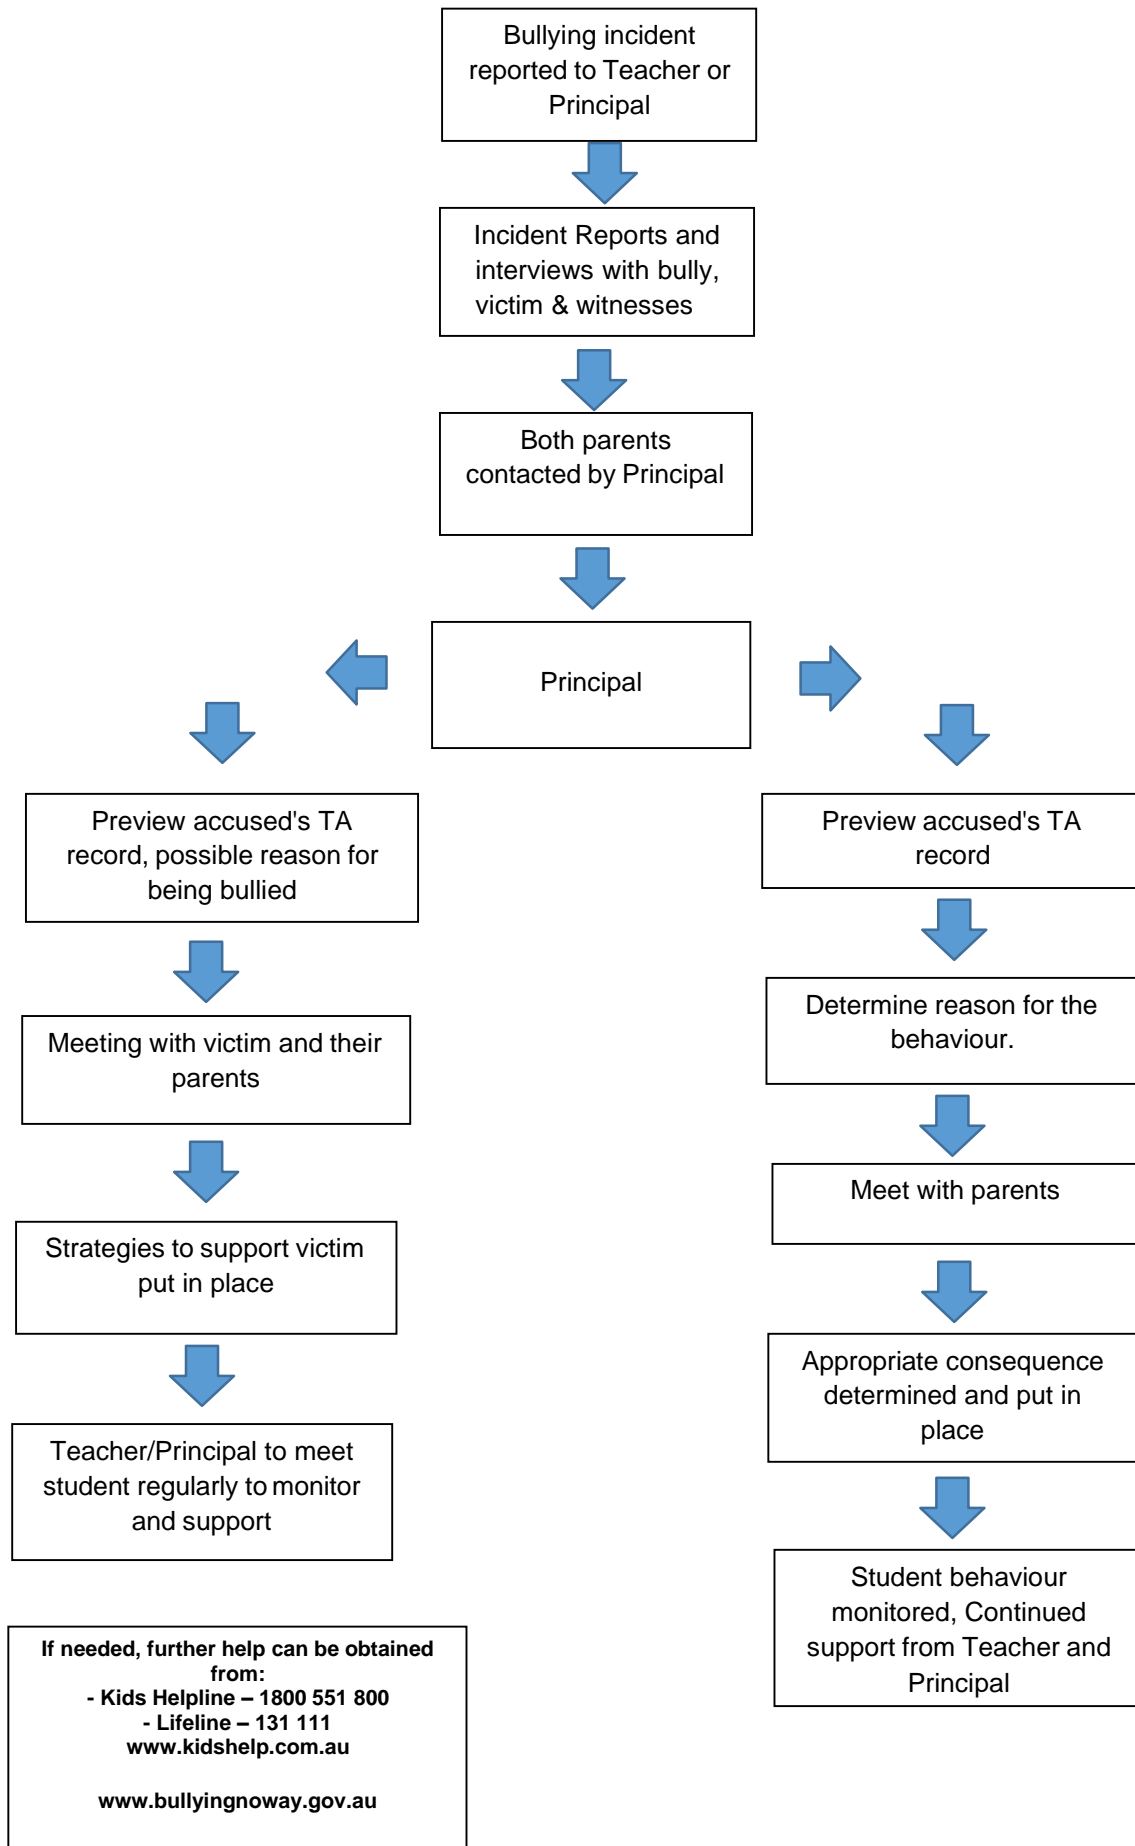 Bullying incident
reported to Teacher or
Principal
Incident Reports and
interviews with bully,
victim & witnesses
Both parents
contacted by Principal
Principal
Preview accused's TA
record, possible reason for
being bullied
Meeting with victim and their
parents
Strategies to support victim
put in place
Teacher/Principal to meet
student regularly to monitor
and support
If needed, further help can be obtained
from:
- Kids Helpline – 1800 551 800
- Lifeline – 131 111
www.kidshelp.com.au
www.bullyingnoway.gov.au
Preview accused's TA
record
Determine reason for the
behaviour.
Meet with parents
Appropriate consequence
determined and put in
place
Student behaviour
monitored, Continued
support from Teacher and
Principal